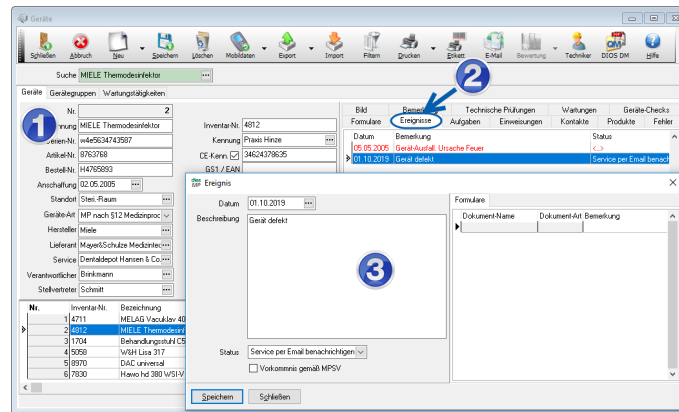 Geräte
Schließen Abbruch Neu Speichern Löschen Mobildaten Export Import Filtern Drucken Etikett E-Mail Bewertung Techniker DIOS DM Hilfe
Suche MIELE Thermodesinfektor
Geräte Gerätegruppen Wartungstätigkeiten
2
1
Nr. 2
nung MIELE Thermodesinfektor
Serien-Nr. w4e5634743587
Artikel-Nr. 8763768
Bestell-Nr. H4765893
Anschaffung 02.05.2005
Standort Steri.-Raum
Geräte-Art MP nach §12 Medizinproc
Hersteller Miele
Lieferant Mayer&Schulze Medizintec
Service Dentaldepot Hansen & Co.
Verantwortlicher Brinkmann
Stellvertreter Schmitt
Inventar-Nr. 4812
Kennung Praxis Hinze
CE-Kenn. 34624378635
GS1 / EAN
Bild Bemerkung Technische Prüfungen Wartungen Geräte-Checks
Formulare Ereignisse Aufgaben Einweisungen Kontakte Produkte Fehler
Datum Bemerkung Status
05.05.2005 Gerät-Ausfall. Ursache Feuer <..>
01.10.2019 Gerät defekt Service per Email benach
Nr. Inventar-Nr. Bezeichnung
1 4711 MELAG Vacuklav 40
2 4812 MIELE Thermodesinf
3 1704 Behandlungsstuhl C5
4 5058 W&H Lisa 317
5 8970 DAC universal
6 7830 Hawo hd 380 WSI-V
Ereignis
Datum 01.10.2019
Beschreibung Gerät defekt
3
Status Service per Email benachrichtigen
Vorkommnis gemäß MPSV
Speichern Schließen
Formulare
Dokument-Name Dokument-Art Bemerkung